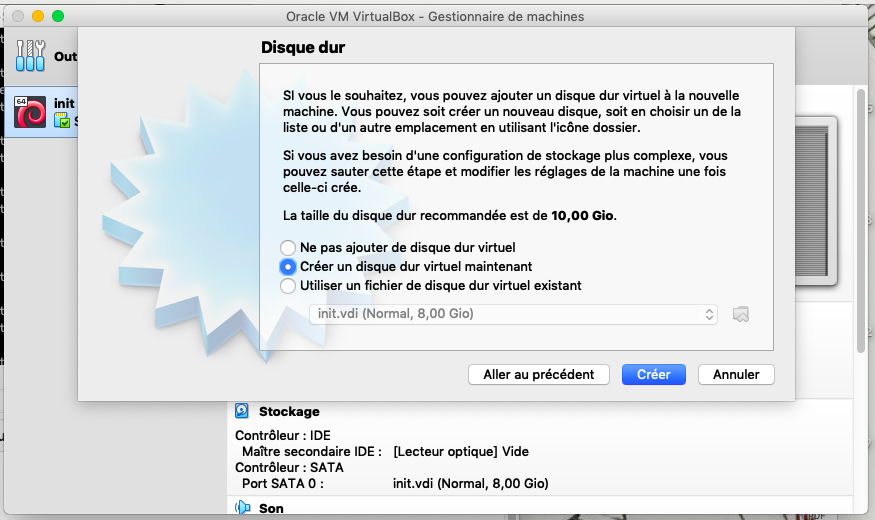 Oracle VM VirtualBox - Gestionnaire de machines
Disque dur
Out
64
init
SI vous le souhaitez, vous pouvez ajouter un disque dur virtuel à la nouvelle
machine. Vous pouvez soit créer un nouveau disque, soit en choisir un de la
liste ou d'un autre emplacement en utilisant l'icône dossier.
Si vous avez besoin d'une configuration de stockage plus complexe, vous
pouvez sauter cette étape et modifier les réglages de la machine une fois
celle-ci crée.
La taille du disque dur recommandée est de 10,00 Gio.
Ne pas ajouter de disque dur virtuel
Créer un disque dur virtuel maintenant
Utiliser un fichier de disque dur virtuel existant
init.vdi (Normal, 8,00 Gio)
Aller au précédent
Créer
Annuler
Stockage
Contrôleur : IDE
Maître secondaire IDE : [Lecteur optique] Vide
Contrôleur : SATA
Port SATA 0 : init.vdi (Normal, 8,00 Gio)
Son